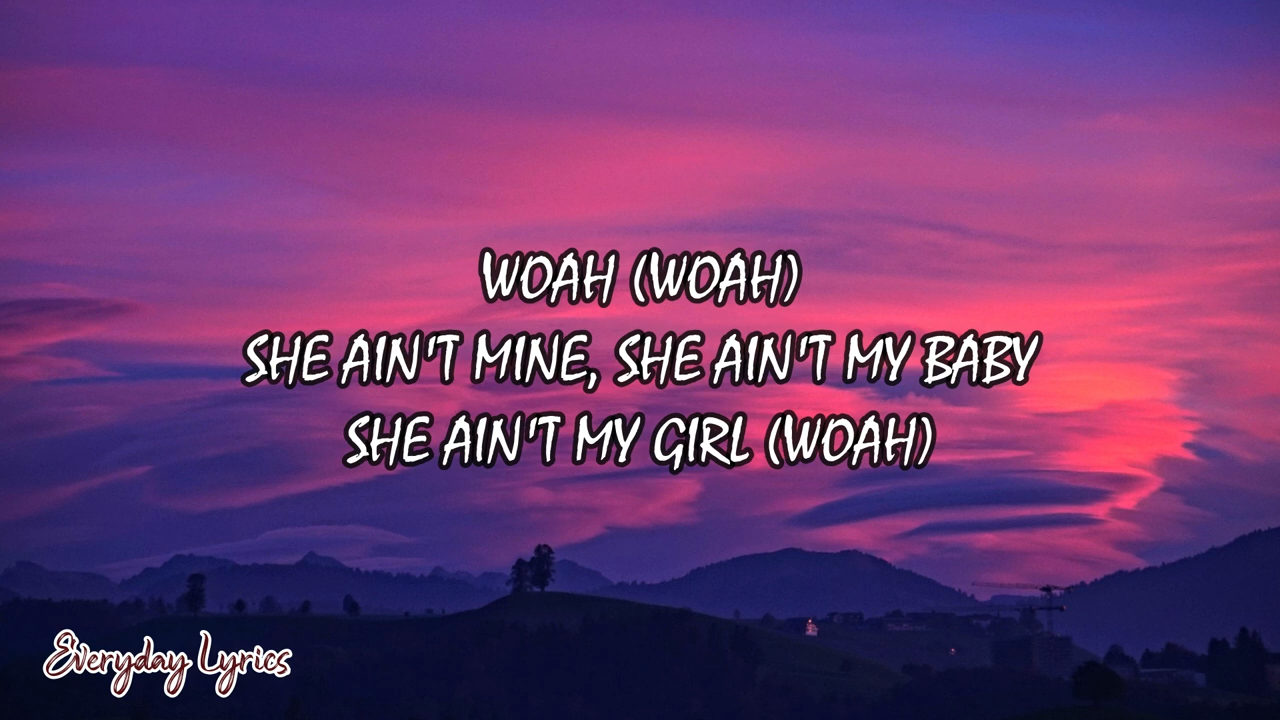 WOAH (WOAH)
SHE AIN'T MINE, SHE AIN'T MY BABY
SHE AIN'T MY GIRL (WOAH)
Everyday Lyrics